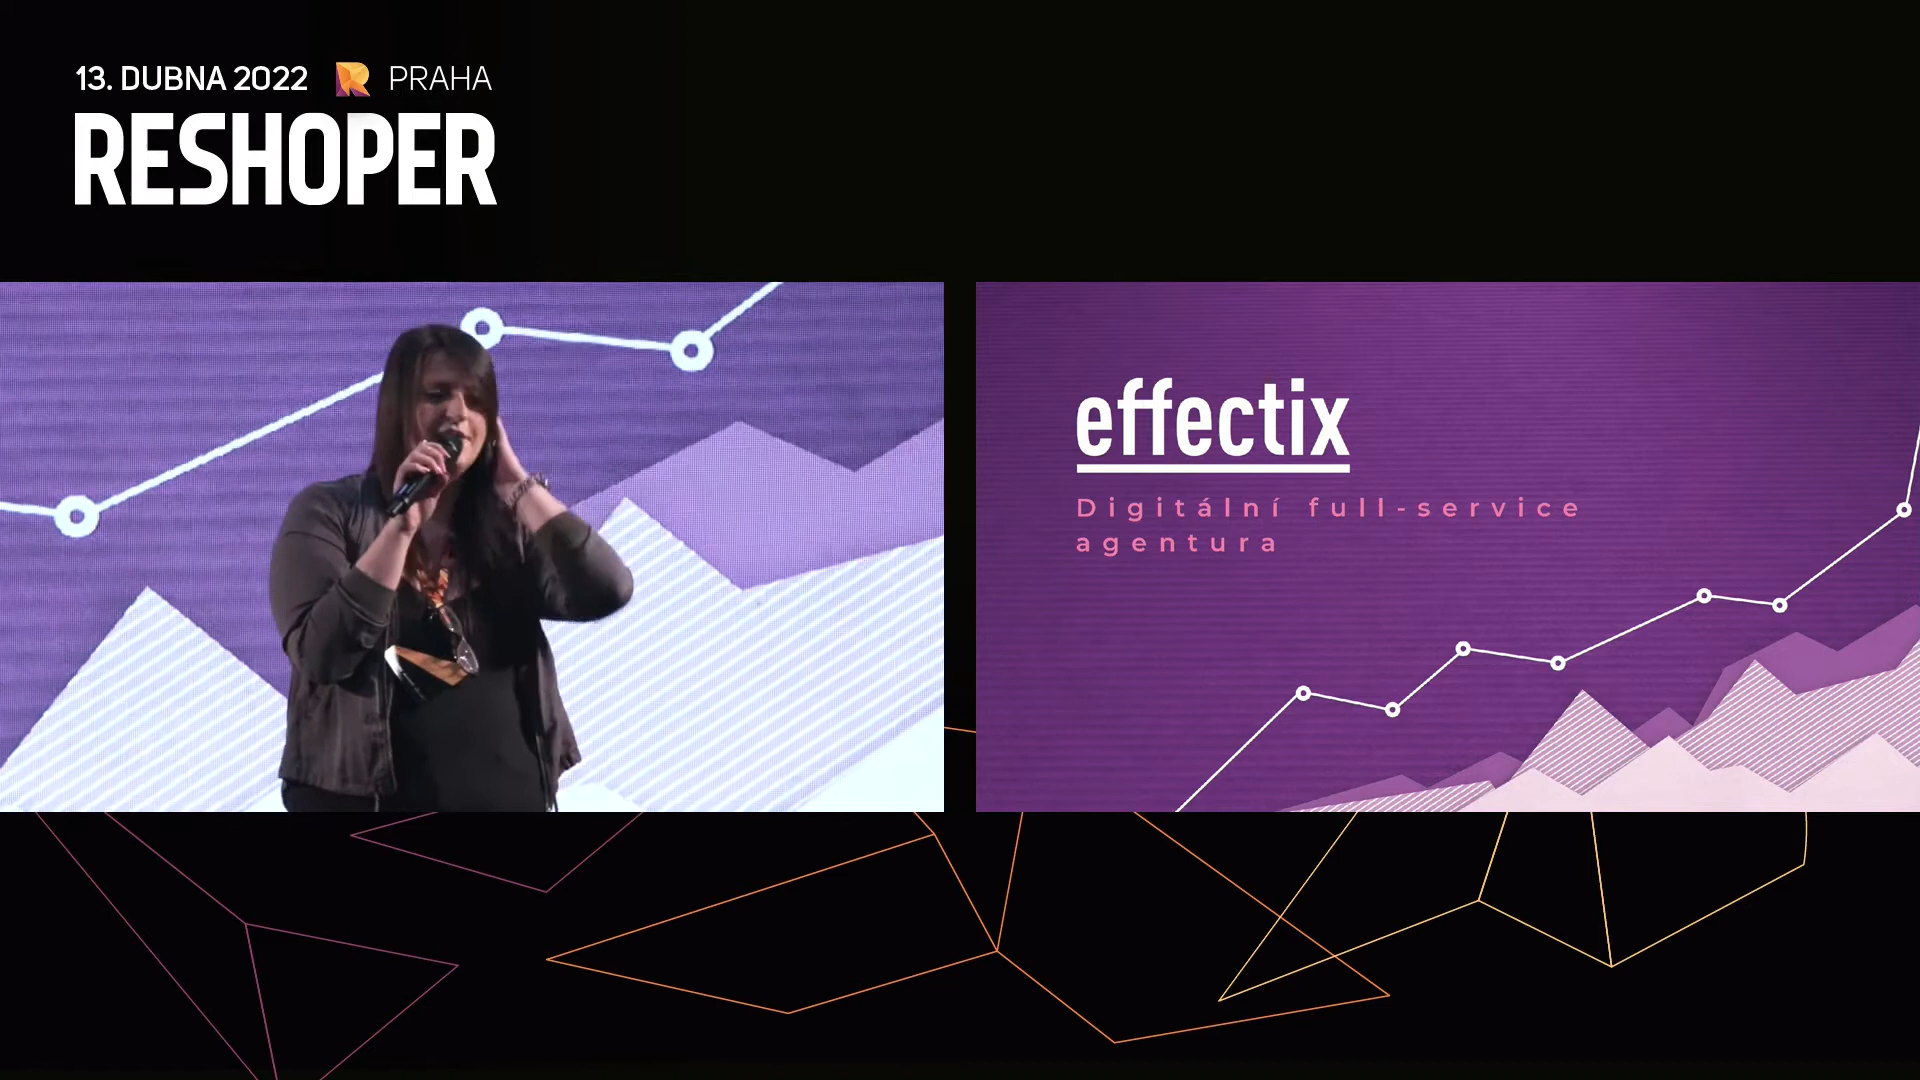 13. DUBNA 2022 PRAHA
RESHOPER
effectix
Digitální full-service
agentura